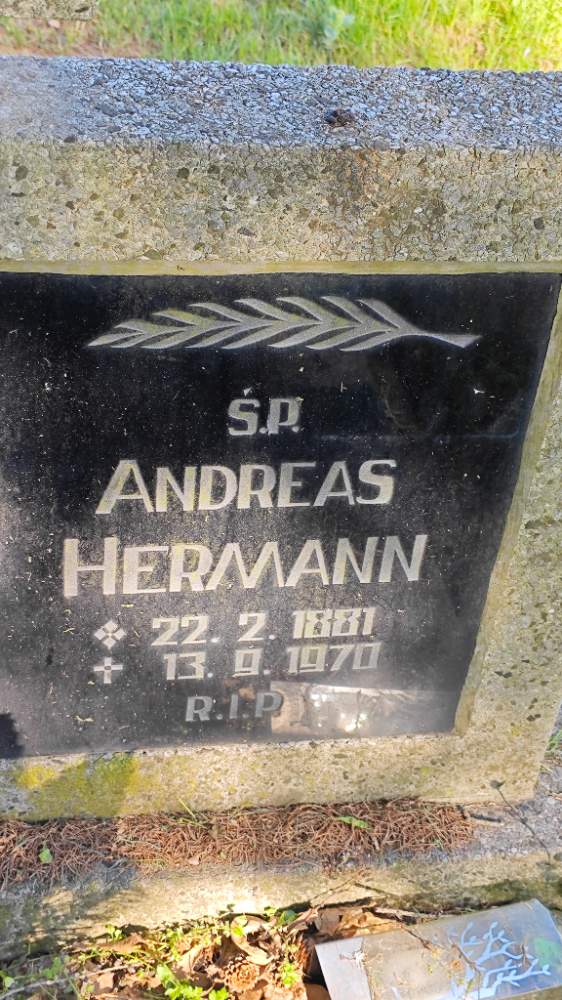 Ś.P.
ANDREAS
HERMANN
22. 2. 1881
13. 9. 1970
R.I.P